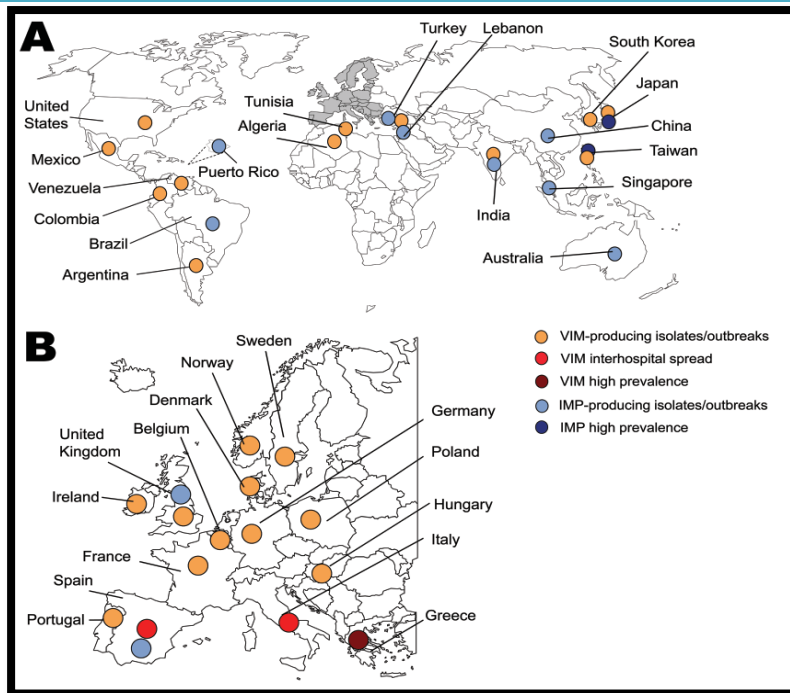 A
Turkey
Lebanon
South Korea
Japan
United
States
Tunisia
Algeria
China
Mexico
Puerto Rico
Taiwan
Venezuela
Singapore
Colombia
India
Brazil
Australia
Argentina
B
Sweden
Norway
Denmark
Belgium
United
Kingdom
Ireland
France
Spain
Portugal
Germany
Poland
Hungary
Italy
Greece
VIM-producing isolates/outbreaks
VIM interhospital spread
VIM high prevalence
IMP-producing isolates/outbreaks
IMP high prevalence